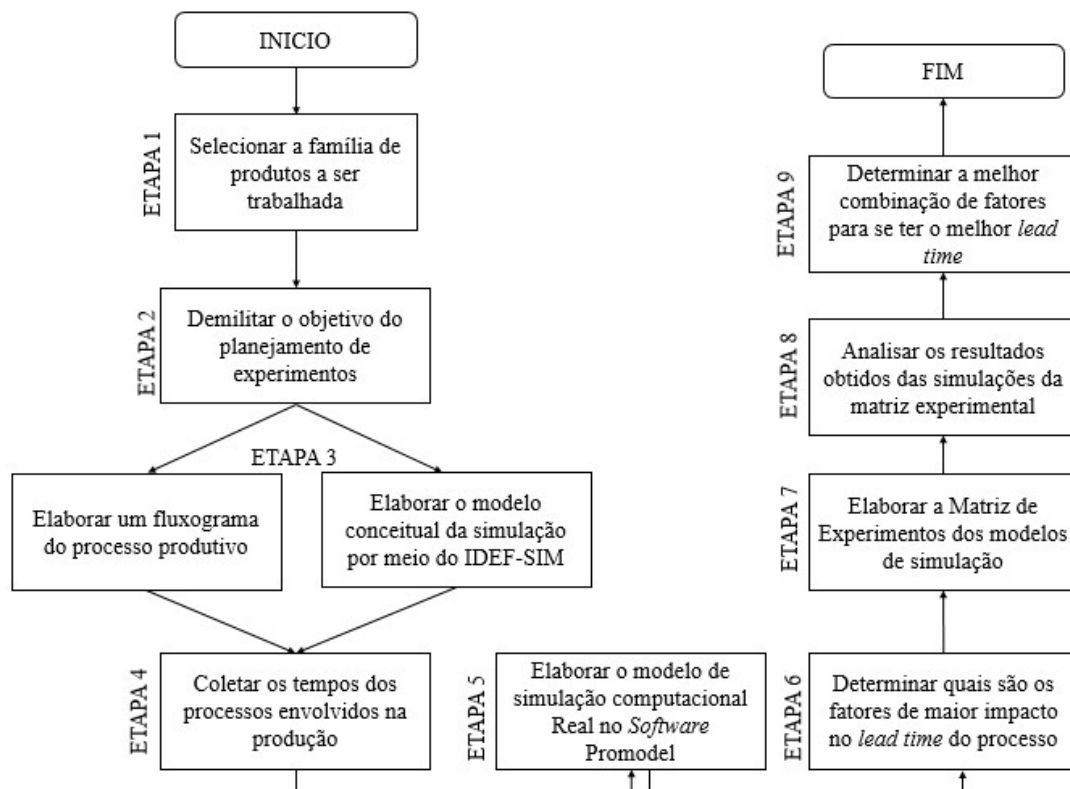 INICIO
ETAPA 1
Selecionar a família de
produtos a ser
trabalhada
ETAPA 2
Demilitar o objetivo do
planejamento de
experimentos
ETAPA 3
Elaborar um fluxograma
do processo produtivo
Elaborar o modelo
conceitual da simulação
por meio do IDEF-SIM
ETAPA 4
Coletar os tempos dos
processos envolvidos na
produção
ETAPA 5
Elaborar o modelo de
simulação computacional
Real no Software
Promodel
ETAPA 6
Determinar quais são os
fatores de maior impacto
no lead time do processo
ETAPA 7
Elaborar a Matriz de
Experimentos dos modelos
de simulação
ETAPA 8
Analisar os resultados
obtidos das simulações da
matriz experimental
ETAPA 9
Determinar a melhor
combinação de fatores
para se ter o melhor lead
time
FIM